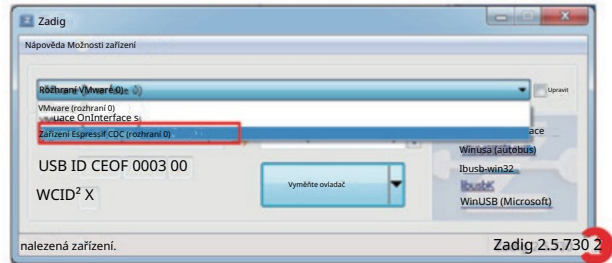 Zadig
Nápověda Možnosti zařízení
Rozhraní VMware 0)
Upravit
VMware (rozhraní 0)
OnInterface s
Zařízení Espressif CDC (rozhraní 0)
ace
Winusa (autobus)
USB ID CEOF 0003 00
Ibusb-win32
Vyměňte ovladač
WCID² X
WinUSB (Microsoft)
nalezená zařízení.
Zadig 2.5.730 2